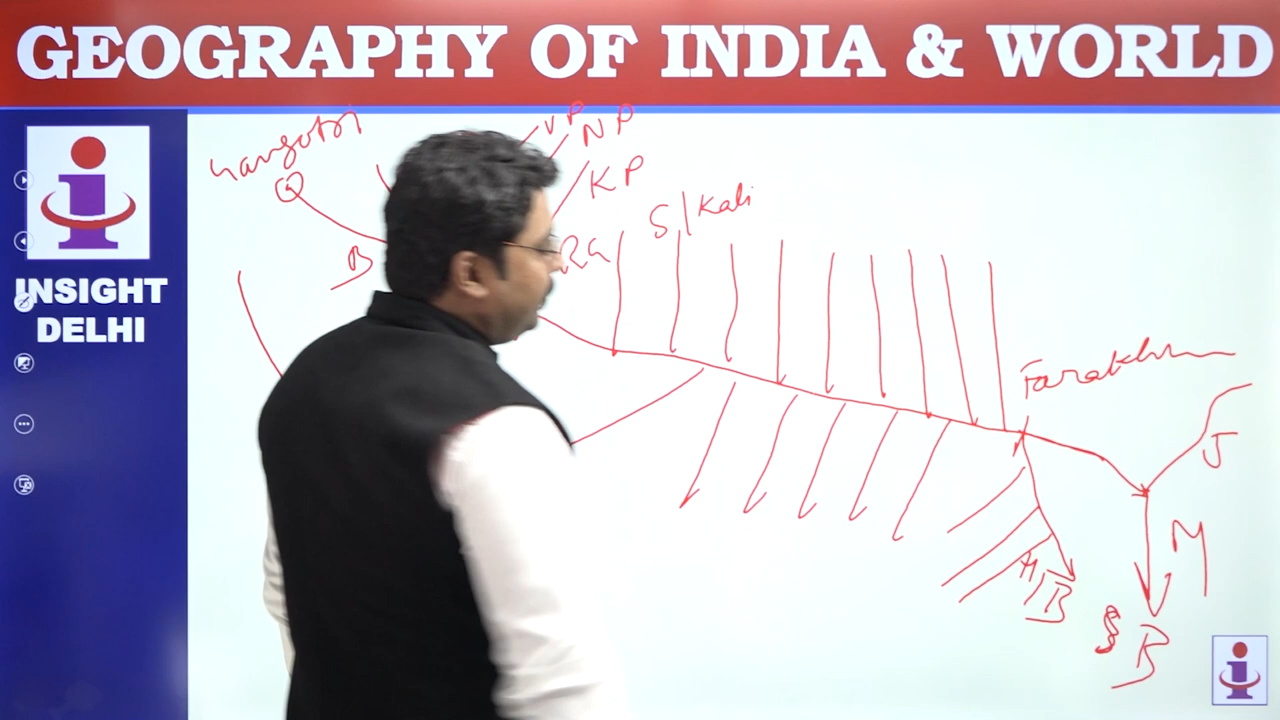 GEOGRAPHY OF INDIA & WORLD
INSIGHT
DELHI
Gangotri
VP
NP
KP
RG
S/Kali
B
Farakka
J
M
H/B
B